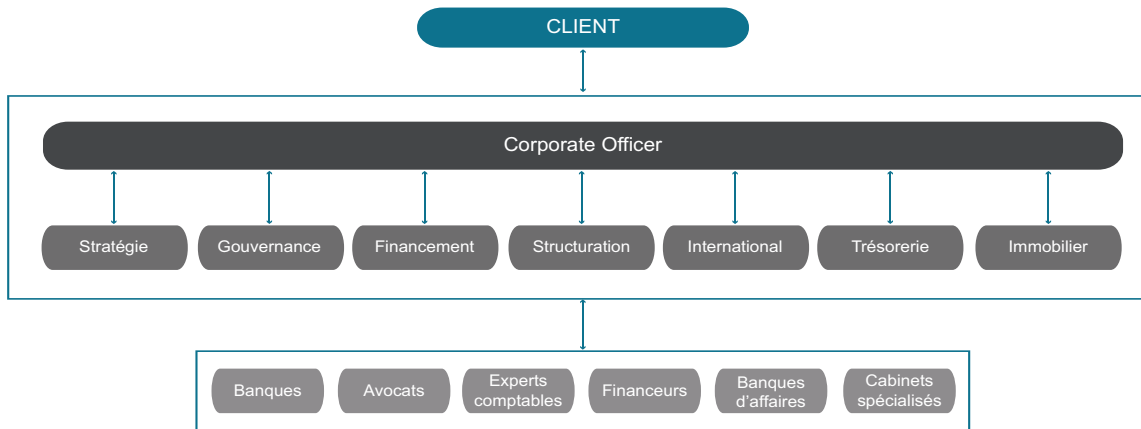 CLIENT
Corporate Officer
Stratégie
Gouvernance
Financement
Structuration
International
Trésorerie
Immobilier
Banques
Avocats
Experts
comptables
Financeurs
Banques
d’affaires
Cabinets
spécialisés